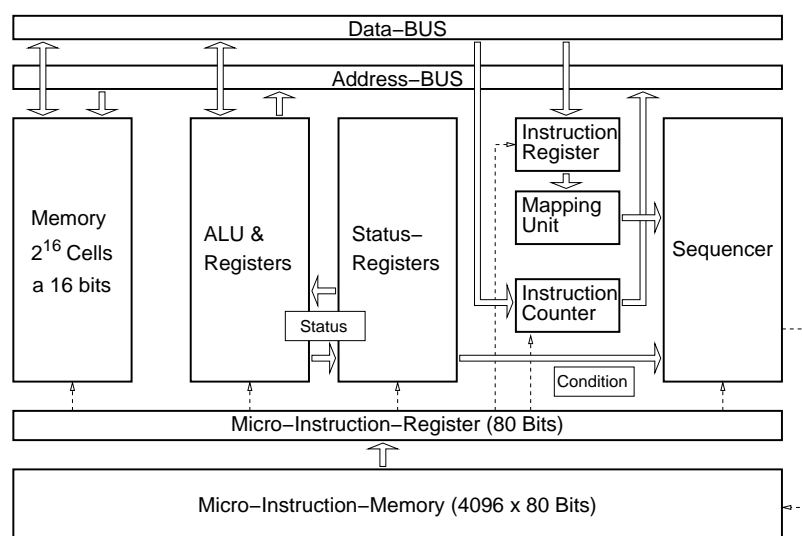 Data–BUS
Address–BUS
Memory
2^16 Cells
a 16 bits
ALU &
Registers
Status–
Registers
Status
Instruction
Register
Mapping
Unit
Instruction
Counter
Condition
Sequencer
Micro–Instruction–Register (80 Bits)
Micro–Instruction–Memory (4096 x 80 Bits)